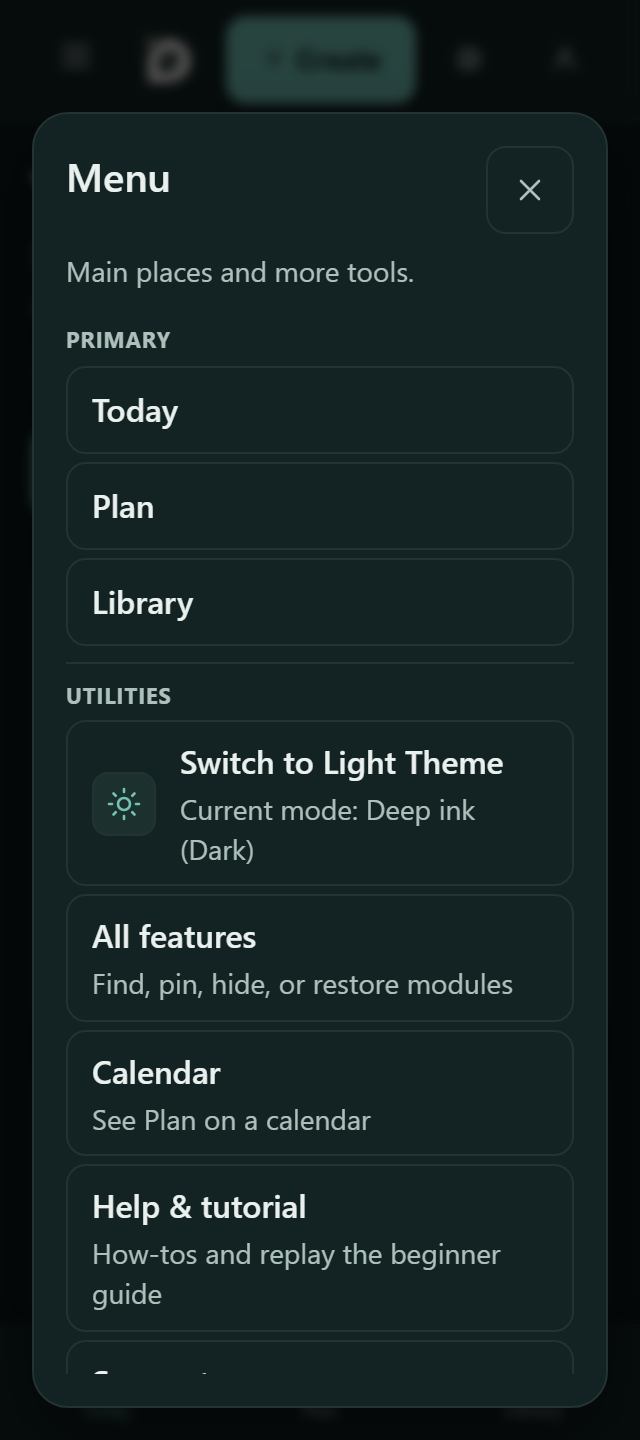 Create
Menu
Main places and more tools.
PRIMARY
Today
Plan
Library
UTILITIES
Switch to Light Theme
Current mode: Deep ink
(Dark)
All features
Find, pin, hide, or restore modules
Calendar
See Plan on a calendar
Help & tutorial
How-tos and replay the beginner
guide